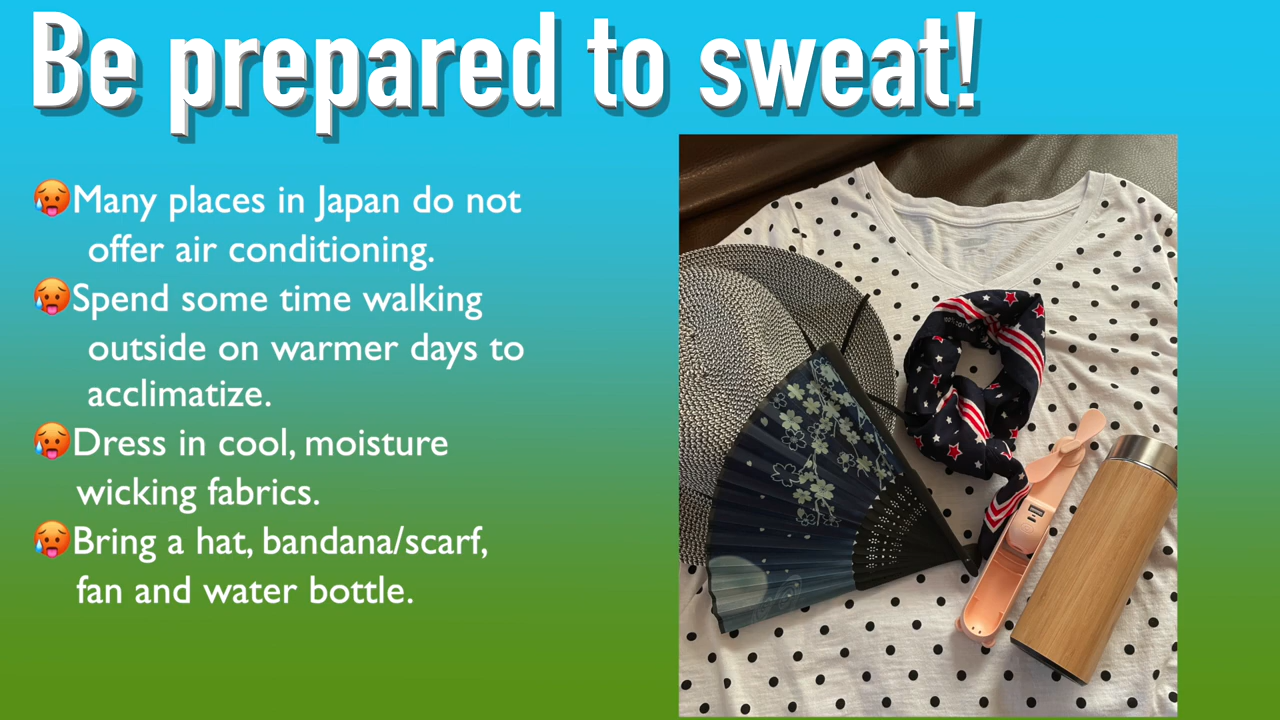 Be prepared to sweat!
🥵Many places in Japan do not
offer air conditioning.
🥵Spend some time walking
outside on warmer days to
acclimatize.
🥵Dress in cool, moisture
wicking fabrics.
🥵Bring a hat, bandana/scarf,
fan and water bottle.